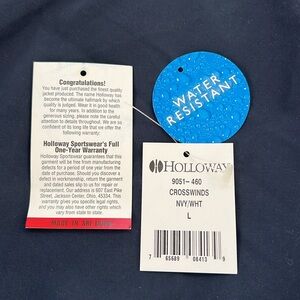 Congratulations!
You have just purchased the finest quality
jacket produced. The name Holloway has
become the ultimate hallmark by which
quality is judged. Wear it in good health
for many years. In addition to the
generous sizing, please note the careful
attention to details throughout. We are so
confident of its long life that we offer the
following warranty:
Holloway Sportswear's Full
One-Year Warranty
Holloway Sportswear guarantees that this
garment will be free from manufacturing
defects for a period of one year from the
date of purchase. Should you discover a
defect in workmanship, return the garment
and dated sales slip to us for repair or
replacement. Our address is 607 East Pike
Street, Jackson Center, Ohio, 45334. This
warranty gives you specific legal rights,
and you may also have other rights which
vary from state to state.
WATER
RESISTANT
HOLLOWAY
9051-460
CROSSWINDS
NVY/WHT
L
7 65689 08413 9